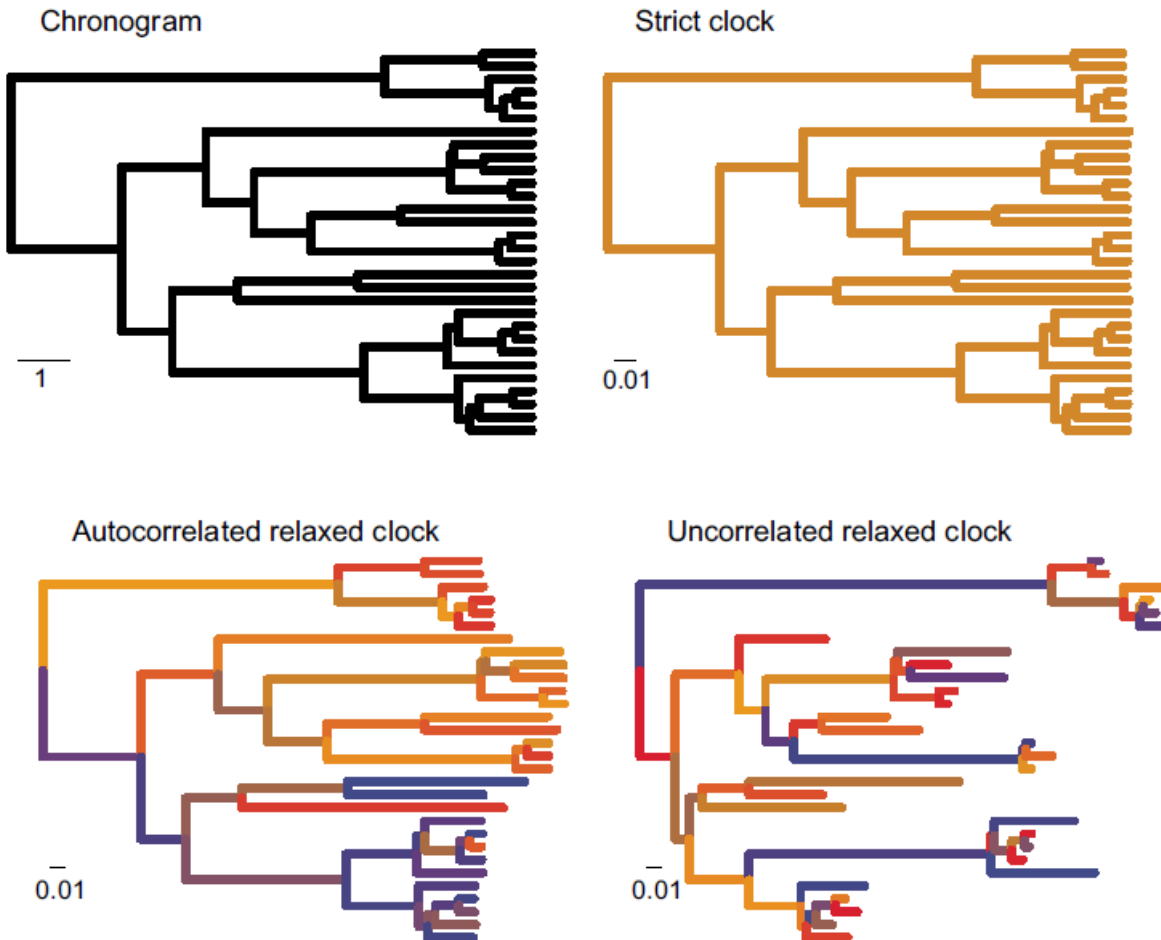 Chronogram
Strict clock
1
0.01
Autocorrelated relaxed clock
Uncorrelated relaxed clock
0.01
0.01